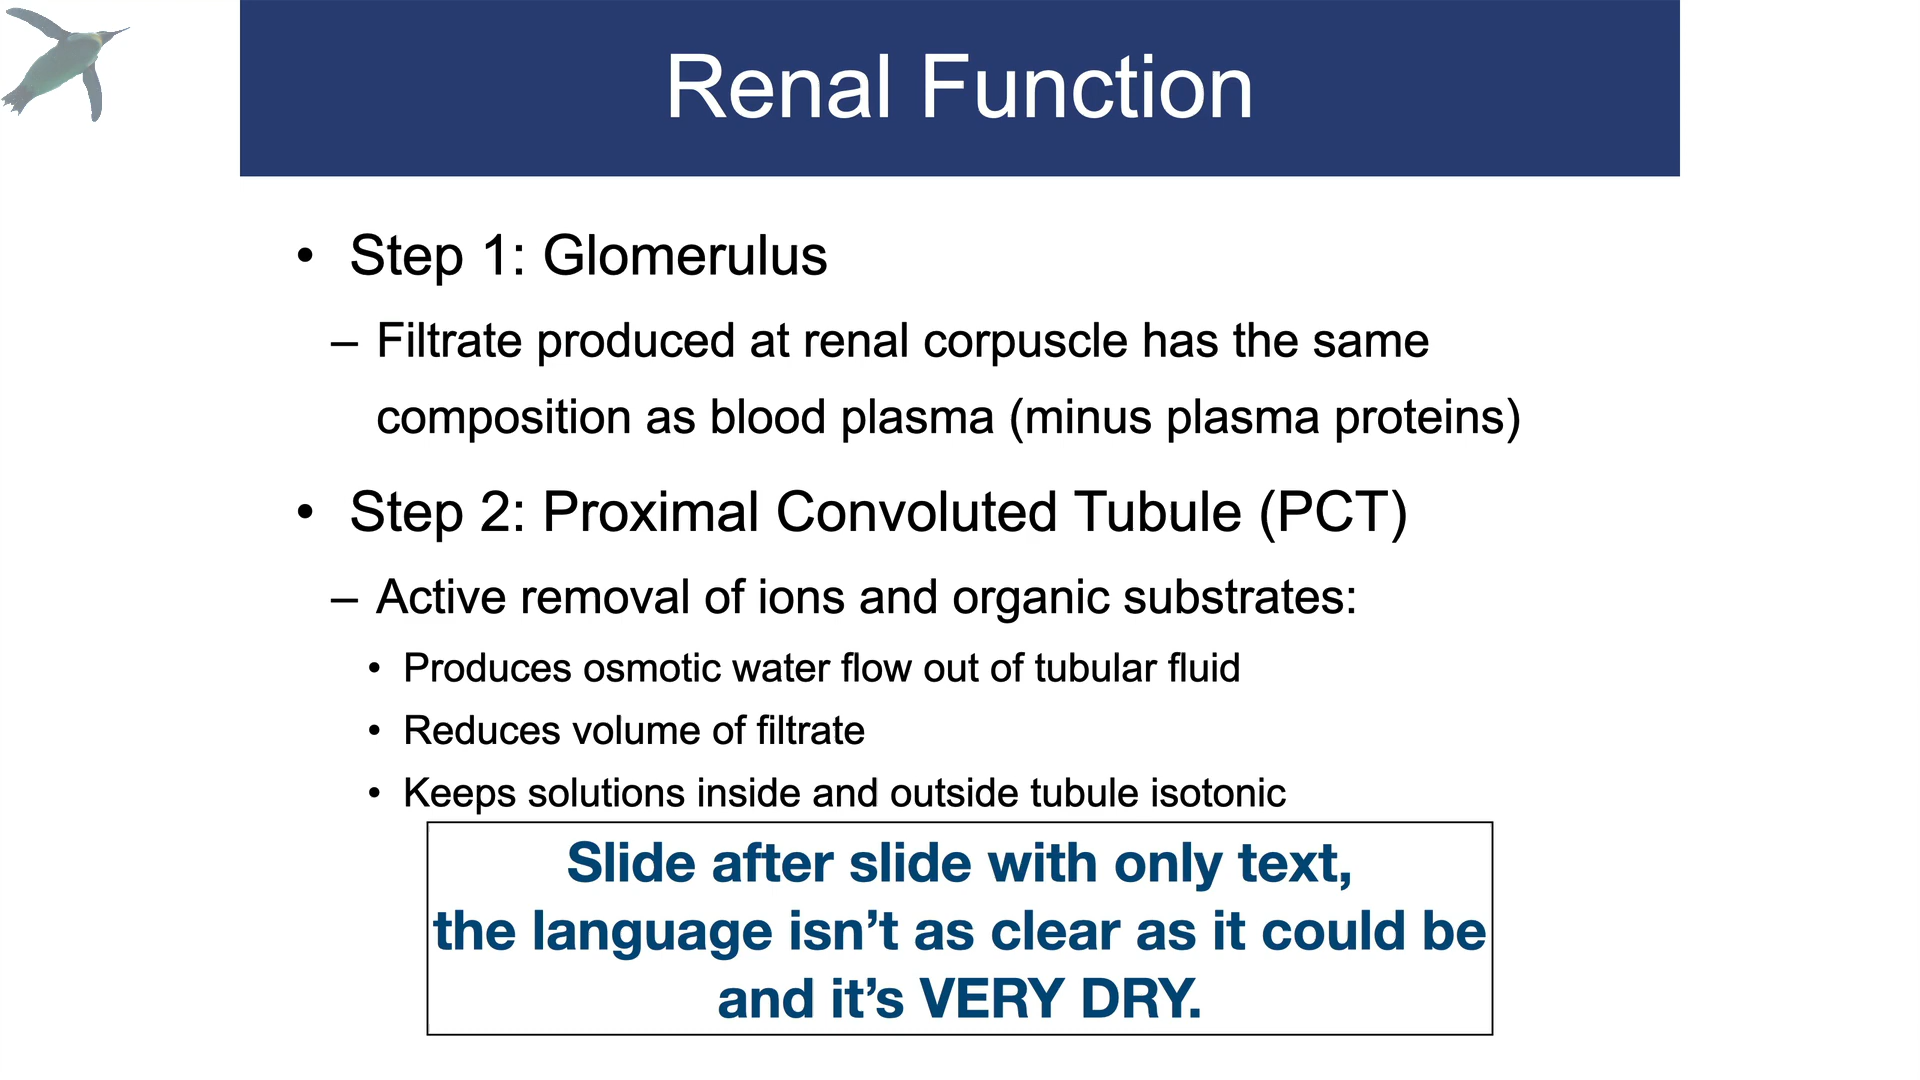 Renal Function
• Step 1: Glomerulus
– Filtrate produced at renal corpuscle has the same
composition as blood plasma (minus plasma proteins)
• Step 2: Proximal Convoluted Tubule (PCT)
– Active removal of ions and organic substrates:
• Produces osmotic water flow out of tubular fluid
• Reduces volume of filtrate
• Keeps solutions inside and outside tubule isotonic
Slide after slide with only text,
the language isn’t as clear as it could be
and it’s VERY DRY.